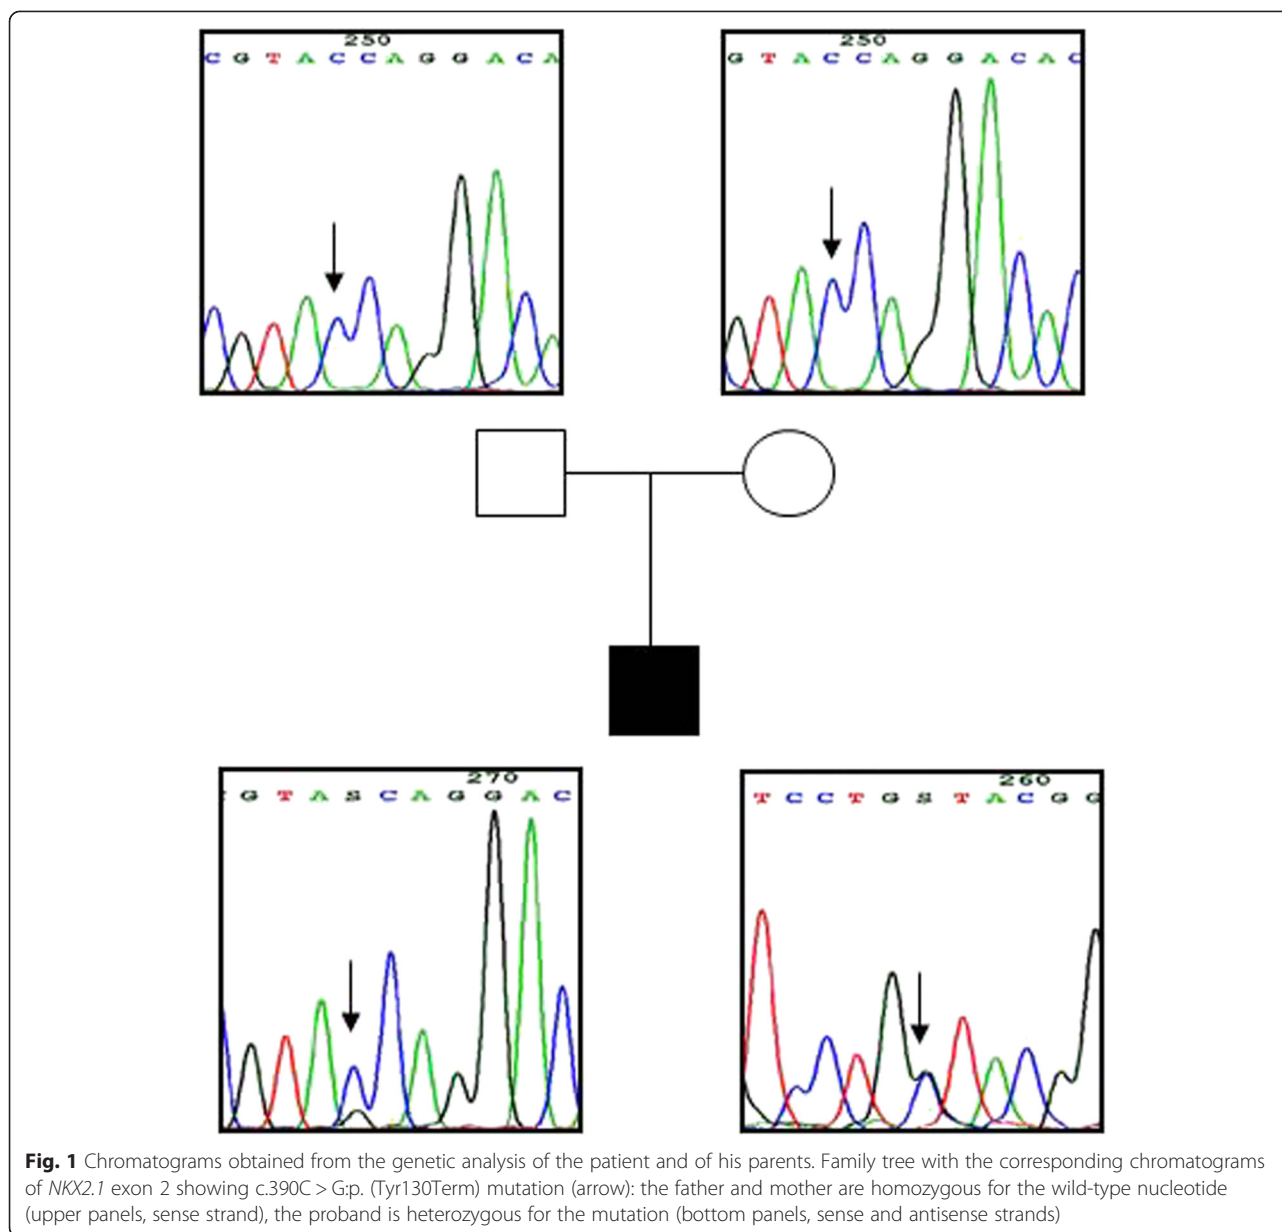 250
C G T A C C A G G A C A
250
G T A C C A G G A C A C
270
G T A S C A G G A C
260
T C C T G S T A C G G
Fig. 1 Chromatograms obtained from the genetic analysis of the patient and of his parents. Family tree with the corresponding chromatograms
of NKX2.1 exon 2 showing c.390C > G:p. (Tyr130Term) mutation (arrow): the father and mother are homozygous for the wild-type nucleotide
(upper panels, sense strand), the proband is heterozygous for the mutation (bottom panels, sense and antisense strands)